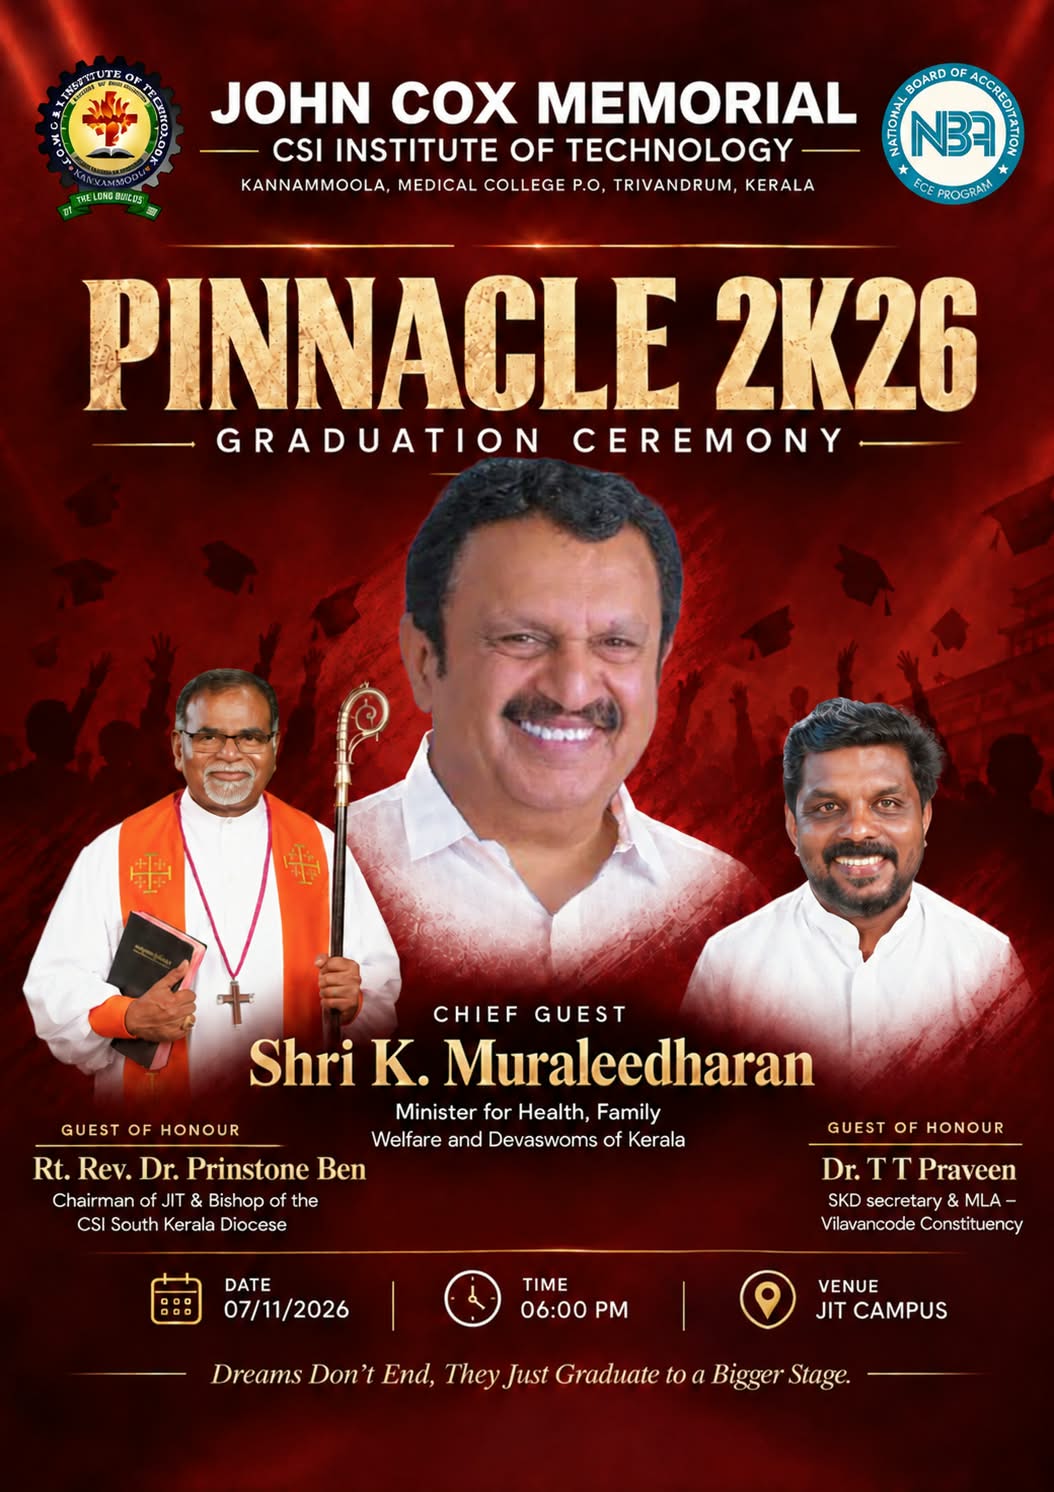 JOHN COX MEMORIAL
CSI INSTITUTE OF TECHNOLOGY
KANNAMMOOLA, MEDICAL COLLEGE P.O, TRIVANDRUM, KERALA
NATIONAL BOARD OF ACCREDITATION
NBA
ECE PROGRAM
THE LONG BUILDS
PINNACLE 2K26
GRADUATION CEREMONY
CHIEF GUEST
Shri K. Muraleedharan
Minister for Health, Family
Welfare and Devaswoms of Kerala
GUEST OF HONOUR
Rt. Rev. Dr. Prinstone Ben
Chairman of JIT & Bishop of the
CSI South Kerala Diocese
GUEST OF HONOUR
Dr. T T Praveen
SKD secretary & MLA –
Vilavancode Constituency
DATE
07/11/2026
TIME
06:00 PM
VENUE
JIT CAMPUS
Dreams Don't End, They Just Graduate to a Bigger Stage.